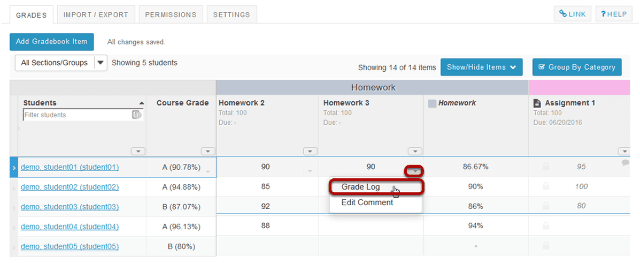 GRADES IMPORT / EXPORT PERMISSIONS SETTINGS LINK ? HELP
Add Gradebook Item All changes saved.
All Sections/Groups Showing 5 students Showing 14 of 14 items Show/Hide Items Group By Category
Homework
Students Course Grade Homework 2 Homework 3 Homework Assignment 1
Filter students Total: 100 Total: 100 Total: 100
Due: - Due: - Due: 06/20/2016
demo, student01 (student01) A (90.78%) 90 90 86.67% 95
demo, student02 (student02) A (94.88%) 85 Grade Log 90% 100
demo, student03 (student03) B (87.07%) 92 Edit Comment 86% 80
demo, student04 (student04) A (96.13%) 88 94%
demo, student05 (student05) B (80%) -